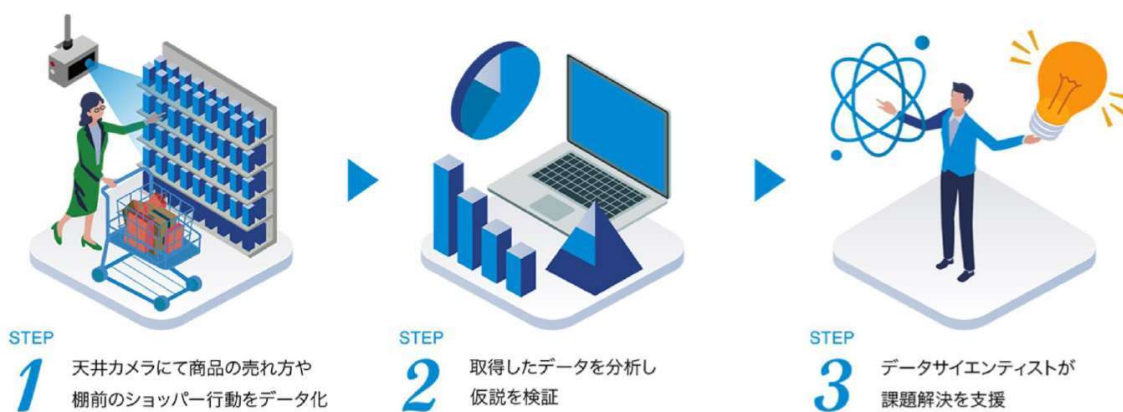 STEP
1
天井カメラにて商品の売れ方や
棚前のショッパー行動をデータ化
STEP
2
取得したデータを分析し
仮説を検証
STEP
3
データサイエンティストが
課題解決を支援